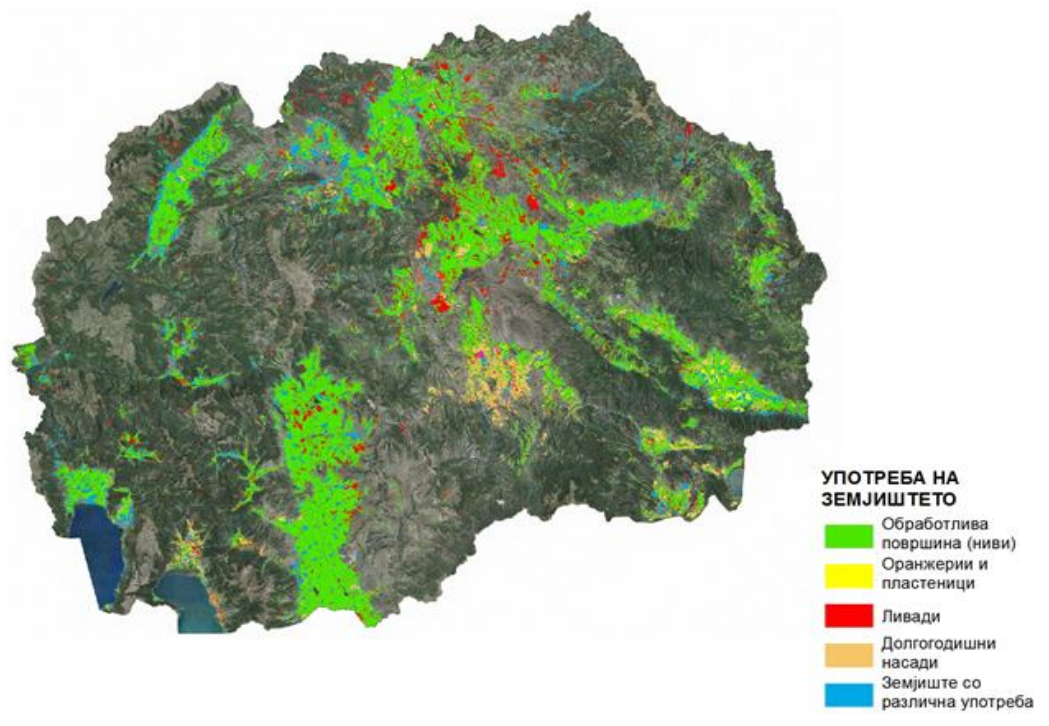 УПОТРЕБА НА
ЗЕМЈИШТЕТО
Обработлива
површина (ниви)
Оранжерии и
пластеници
Ливади
Долгогодишни
насади
Земјиште со
различна употреба